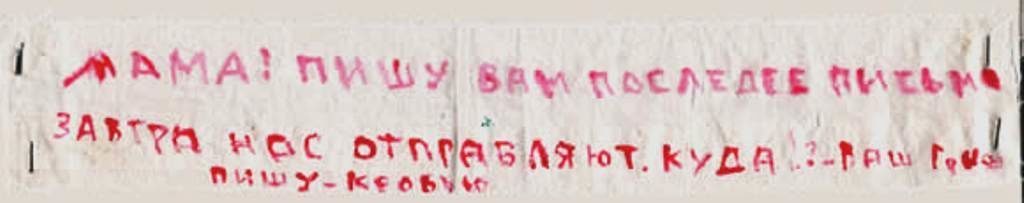 МАМА! ПИШУ ВАМ ПОСЛЕДЕЕ ПИСЬМО
ЗАВТРА НАС ОТПРАВЛЯЮТ. КУДА!?-ВАШ
ПИШУ-КРОВЬЮ